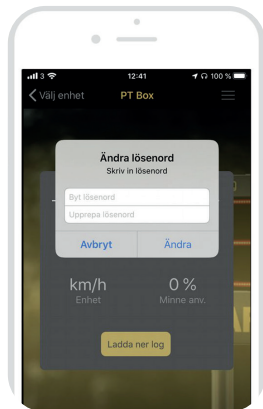 3 12:41 100 %
Välj enhet PT Box
Ändra lösenord
Skriv in lösenord
Byt lösenord
Upprepa lösenord
Avbryt Ändra
km/h 0 %
Enhet Minne anv.
Ladda ner log